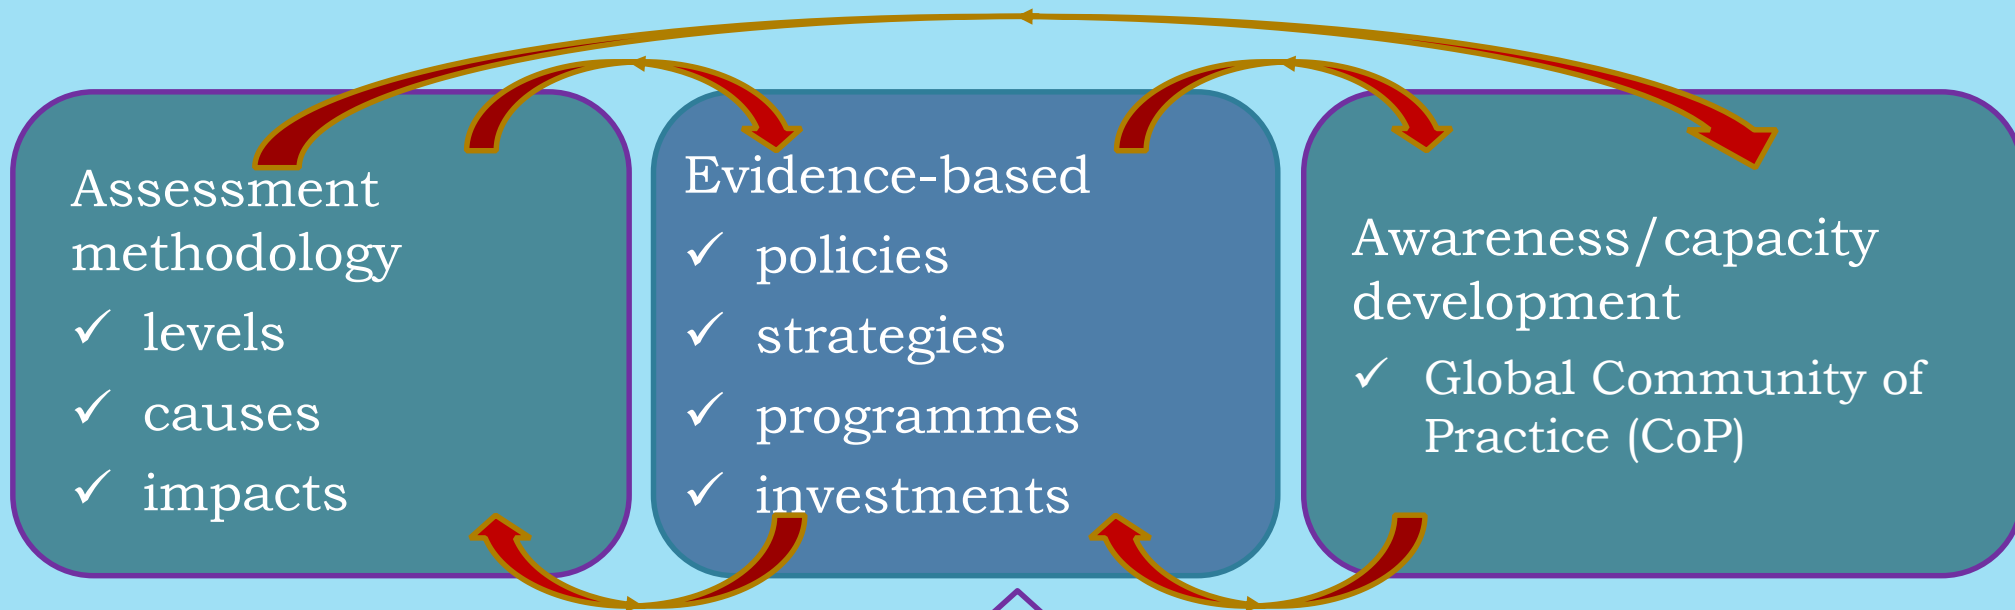 Assessment
methodology
✓ levels
✓ causes
✓ impacts
Evidence-based
✓ policies
✓ strategies
✓ programmes
✓ investments
Awareness/capacity
development
✓ Global Community of
Practice (CoP)